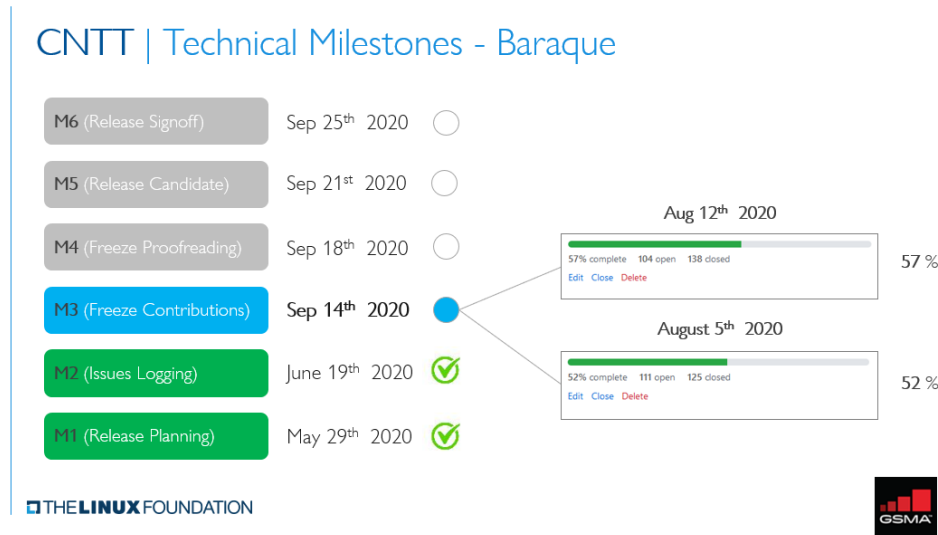 CNTT | Technical Milestones - Baraque
M6 (Release Signoff) Sep 25th 2020
M5 (Release Candidate) Sep 21st 2020
M4 (Freeze Proofreading) Sep 18th 2020
M3 (Freeze Contributions) Sep 14th 2020
M2 (Issues Logging) June 19th 2020
M1 (Release Planning) May 29th 2020
Aug 12th 2020
57% complete 104 open 138 closed
Edit Close Delete
57 %
August 5th 2020
52% complete 111 open 125 closed
Edit Close Delete
52 %
THE LINUX FOUNDATION
GSMA™